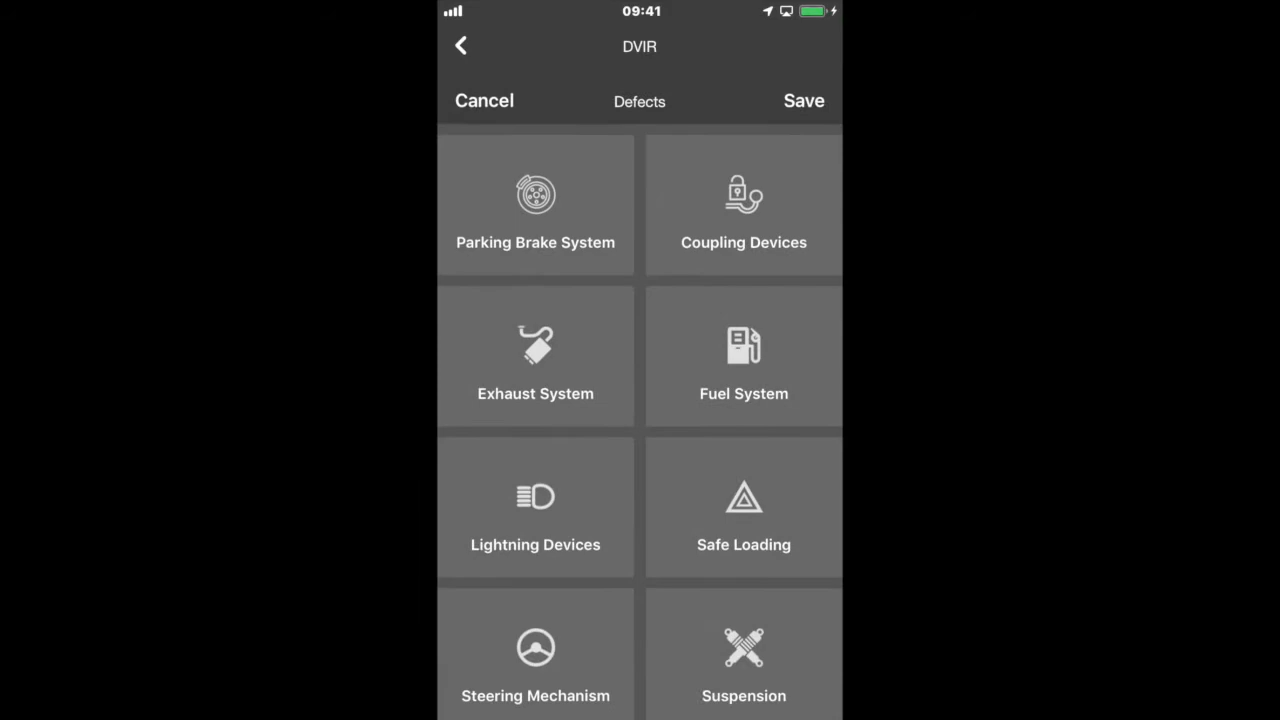 09:41
DVIR
Cancel Defects Save
Parking Brake System Coupling Devices
Exhaust System Fuel System
Lightning Devices Safe Loading
Steering Mechanism Suspension